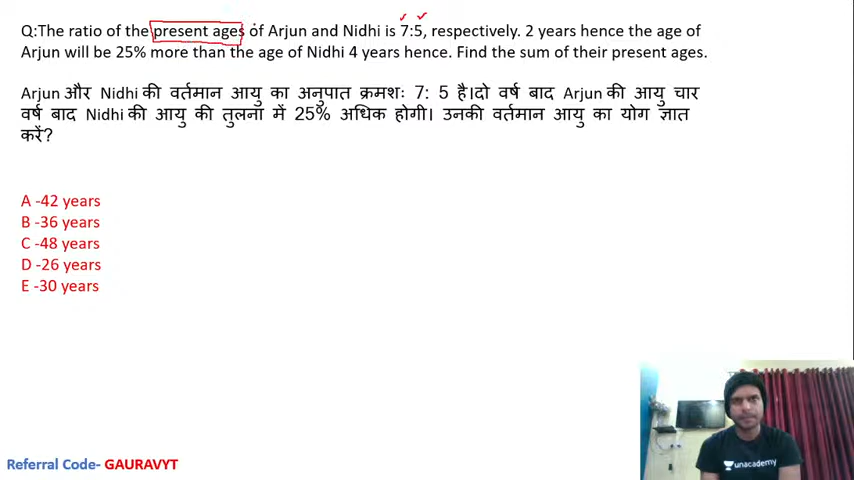 Q:The ratio of the present ages of Arjun and Nidhi is 7:5, respectively. 2 years hence the age of
Arjun will be 25% more than the age of Nidhi 4 years hence. Find the sum of their present ages.
Arjun और Nidhi की वर्तमान आयु का अनुपात क्रमशः 7: 5 है।दो वर्ष बाद Arjun की आयु चार
वर्ष बाद Nidhi की आयु की तुलना में 25% अधिक होगी। उनकी वर्तमान आयु का योग ज्ञात
करें?
A -42 years
B -36 years
C -48 years
D -26 years
E -30 years
unacademy
Referral Code- GAURAVYT